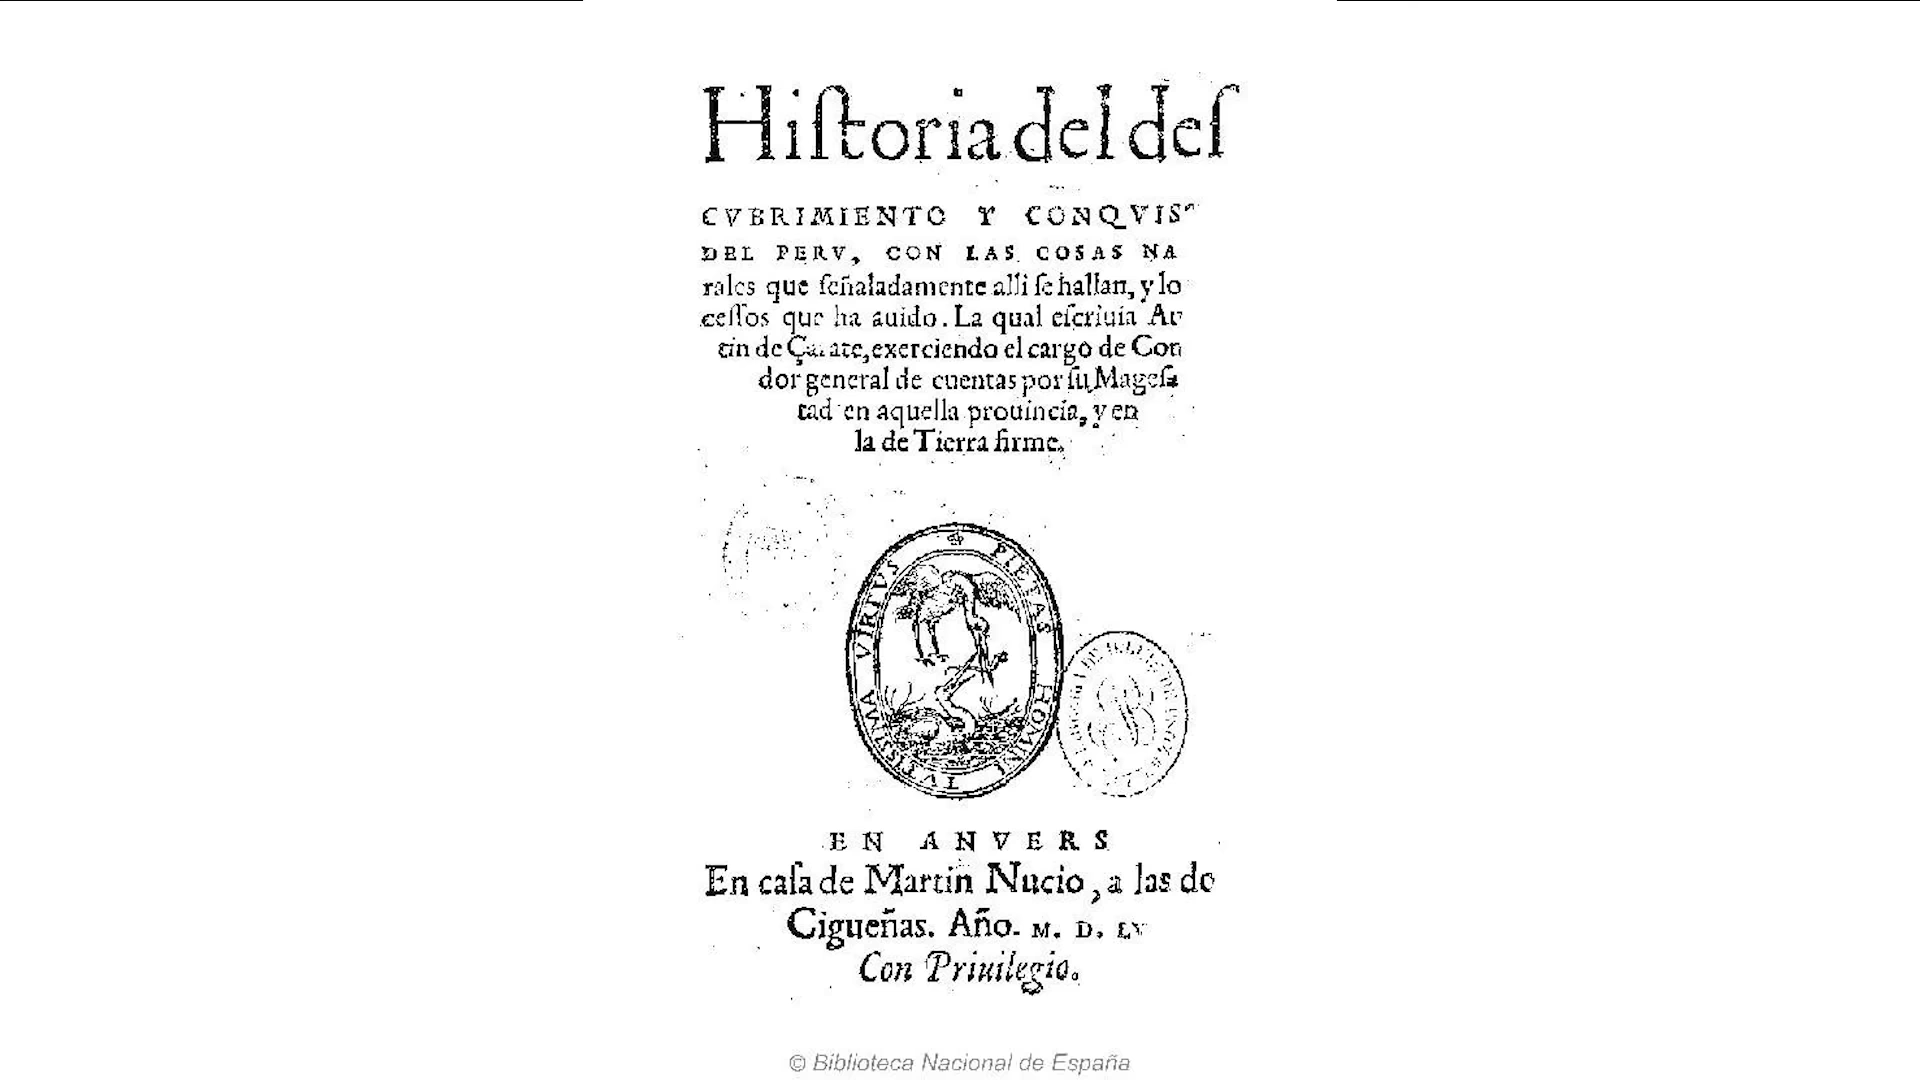 Hiſtoria del deſ
CVBRIMIENTO Y CONQVIS
DEL PERV, CON LAS COSAS NA
rales que ſeñaladamente alli ſe hallan, y lo
ceſſos que ha auido. La qual eſcriuia Au
tin de Çarate, exerciendo el cargo de Con
dor general de cuentas por ſu Mageſ
tad en aquella prouincia, y en
la de Tierra firme.
PIETAS HOMINI TVTISSIMA VIRTVS
EN ANVERS
En caſa de Martin Nucio, a las do
Cigueñas. Año. M. D. LV
Con Priuilegio.
© Biblioteca Nacional de España